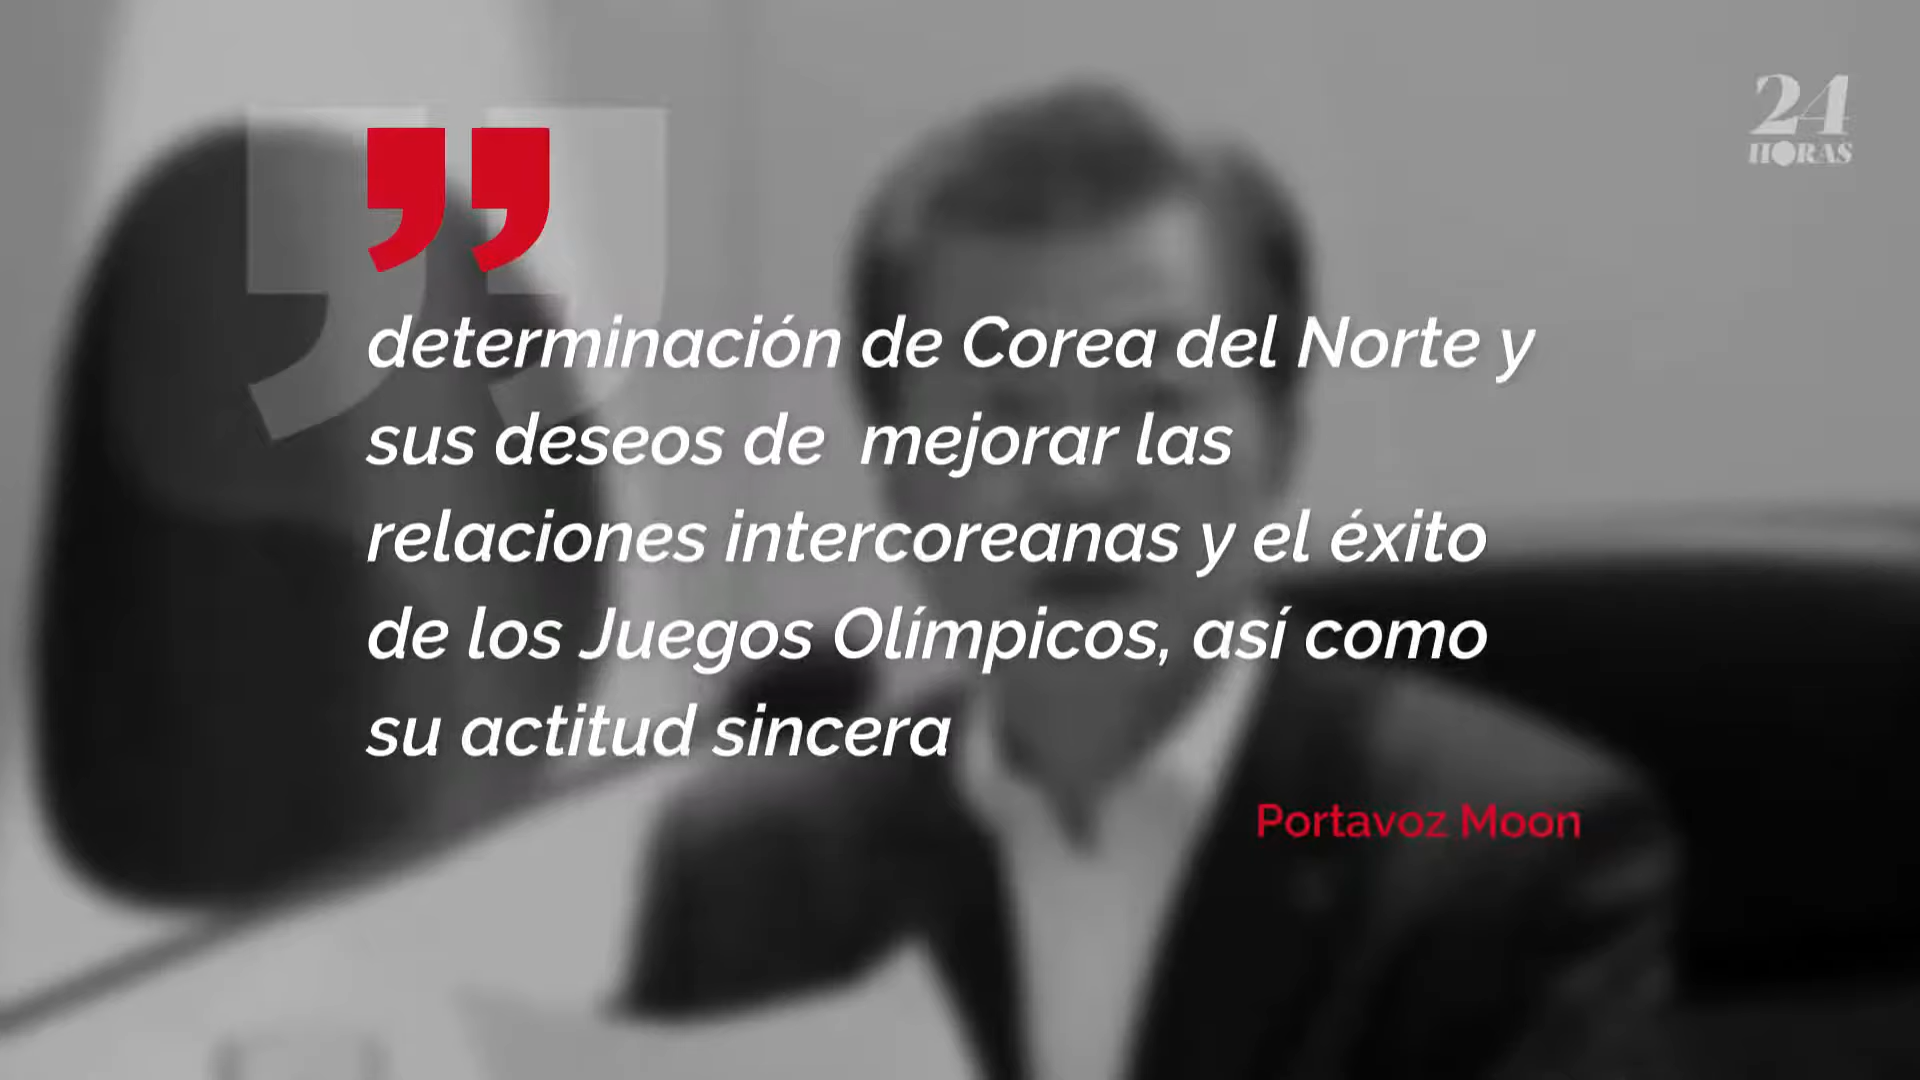 24
HORAS
”
determinación de Corea del Norte y
sus deseos de mejorar las
relaciones intercoreanas y el éxito
de los Juegos Olímpicos, así como
su actitud sincera
Portavoz Moon